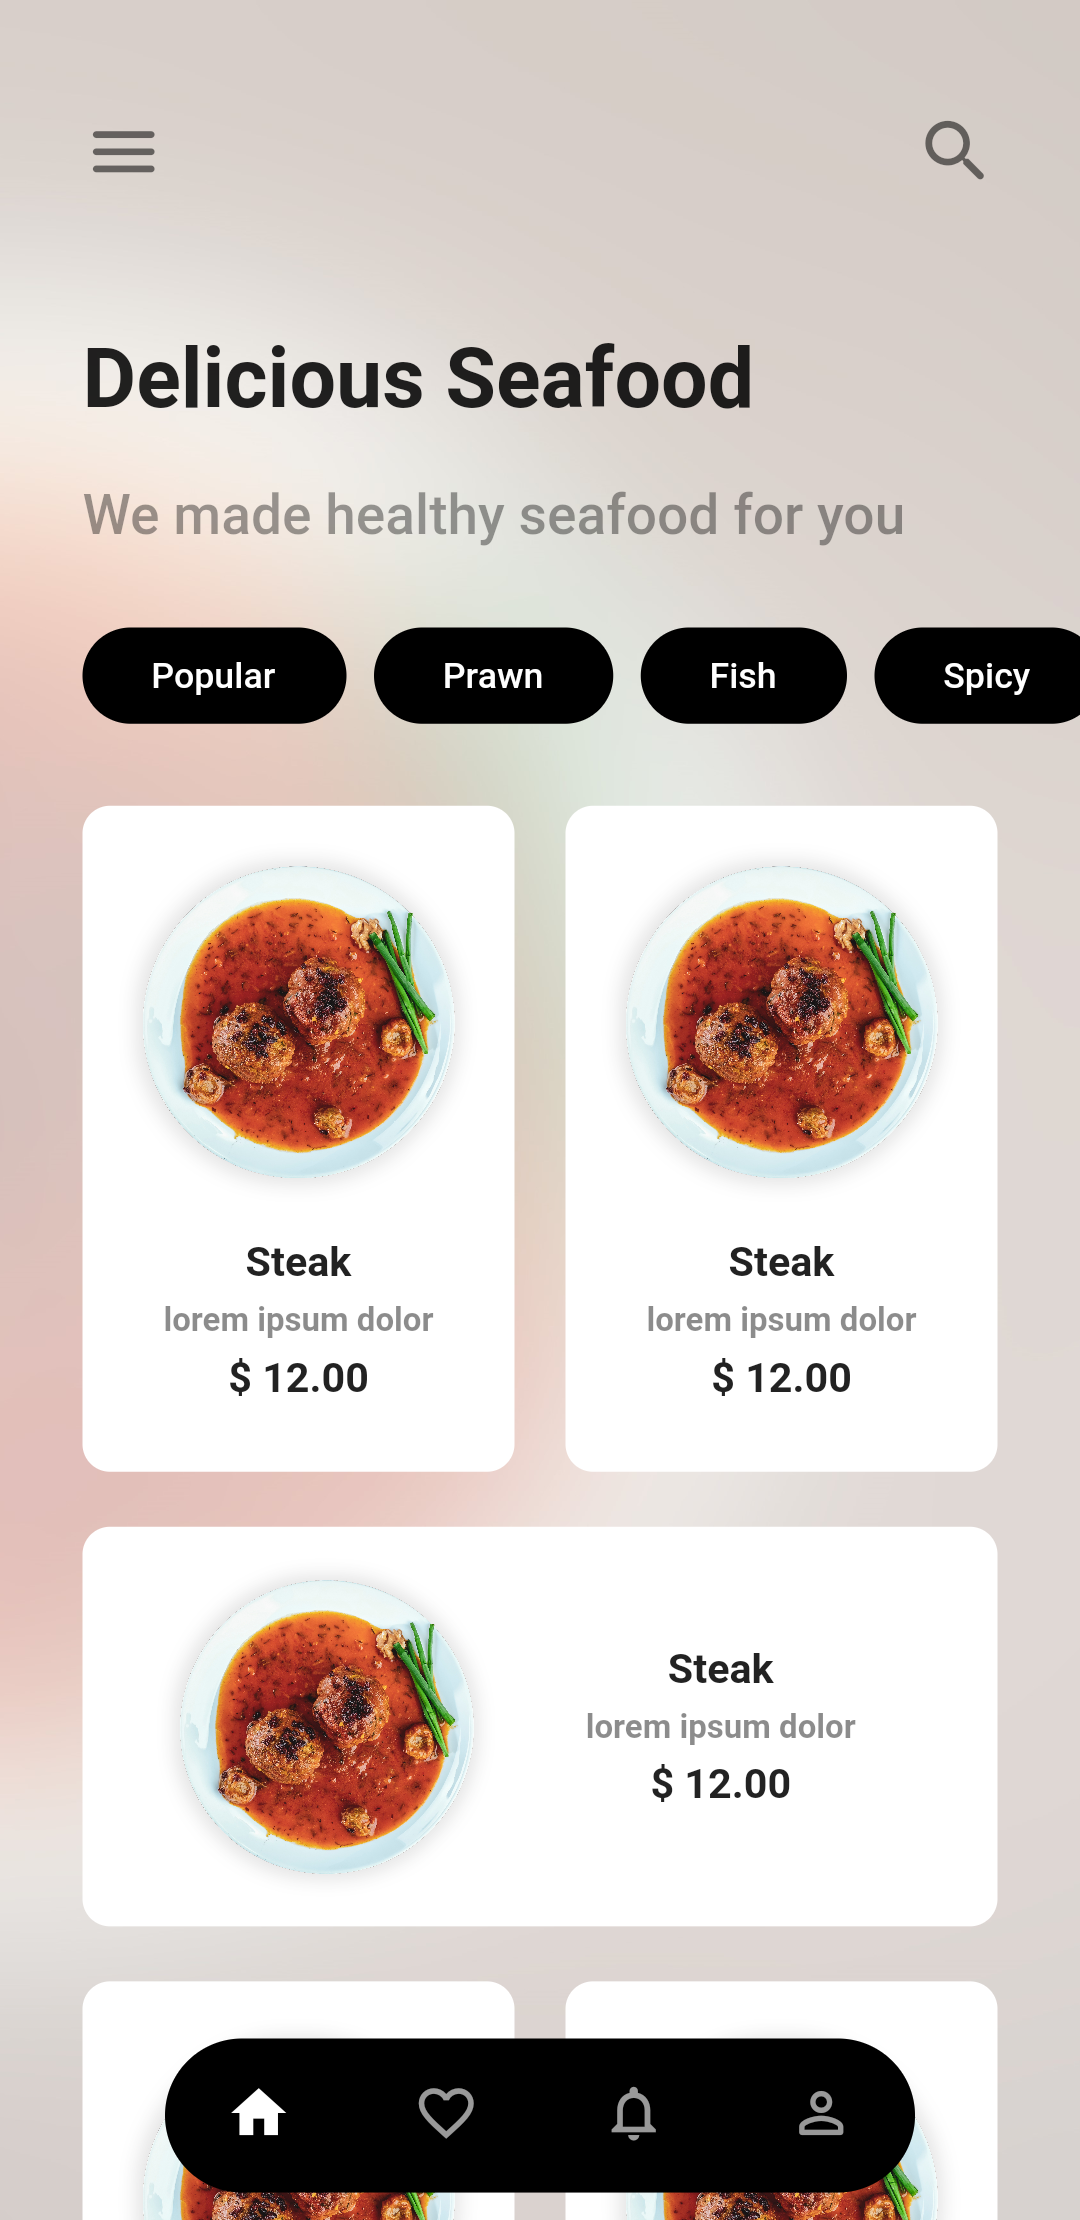 Delicious Seafood
We made healthy seafood for you
Popular Prawn Fish Spicy
Steak
lorem ipsum dolor
$ 12.00
Steak
lorem ipsum dolor
$ 12.00
Steak
lorem ipsum dolor
$ 12.00